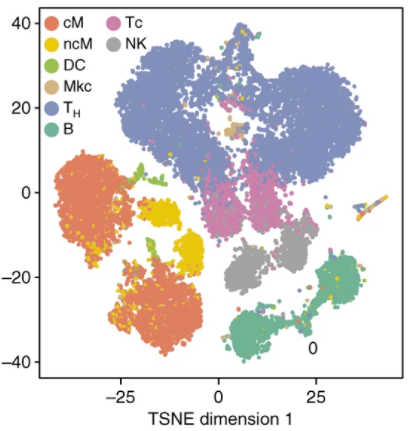 cM
Tc
ncM
NK
DC
Mkc
TH
B
40
20
0
−20
−40
0
−25
0
25
TSNE dimension 1